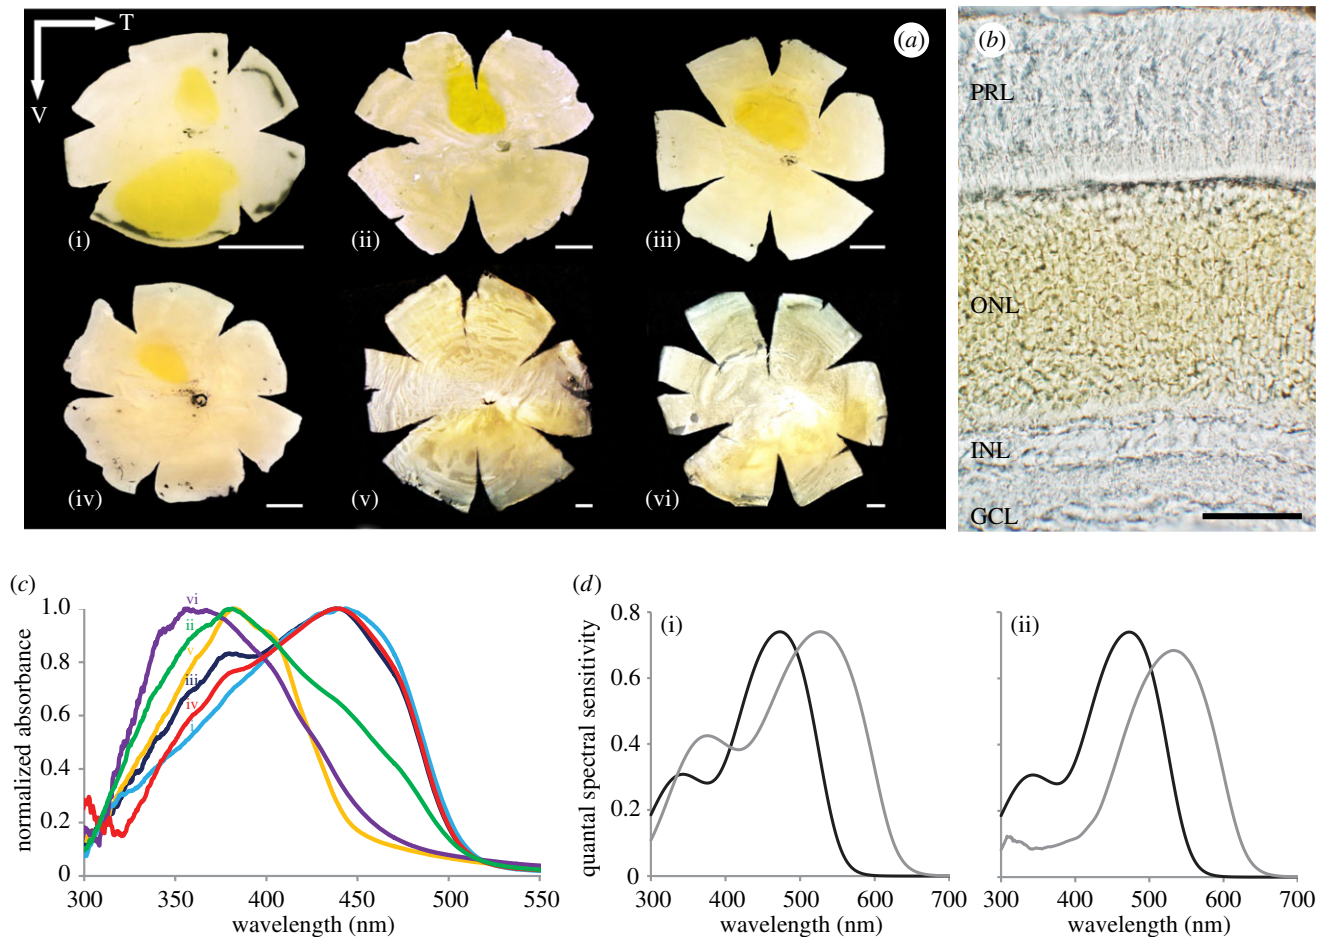 T
V
(a)
(i)
(ii)
(iii)
(iv)
(v)
(vi)
(b)
PRL
ONL
INL
GCL
(c)
normalized absorbance
1.0
0.8
0.6
0.4
0.2
0
vi
ii
v
iii
iv
i
300 350 400 450 500 550
wavelength (nm)
(d)
quantal spectral sensitivity
(i)
0.8
0.6
0.4
0.2
0
300 400 500 600 700
wavelength (nm)
(ii)
300 400 500 600 700
wavelength (nm)